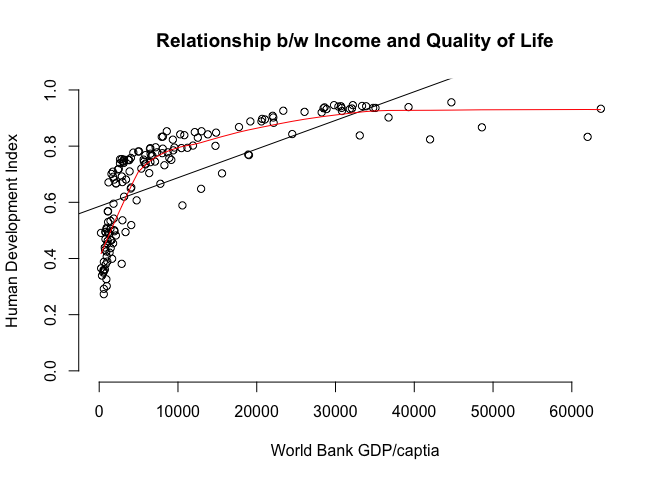 Relationship b/w Income and Quality of Life
Human Development Index
1.0
0.8
0.6
0.4
0.2
0.0
0 10000 20000 30000 40000 50000 60000
World Bank GDP/captia